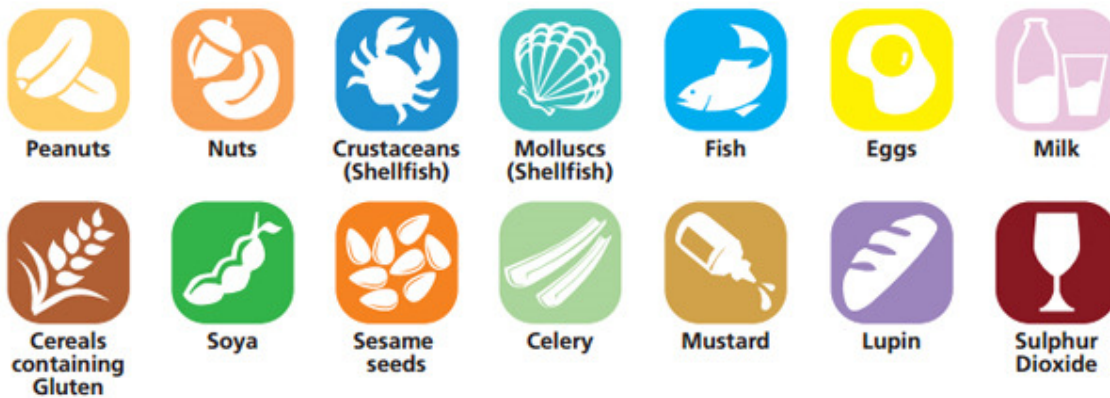 Peanuts
Nuts
Crustaceans
(Shellfish)
Molluscs
(Shellfish)
Fish
Eggs
Milk
Cereals
containing
Gluten
Soya
Sesame
seeds
Celery
Mustard
Lupin
Sulphur
Dioxide